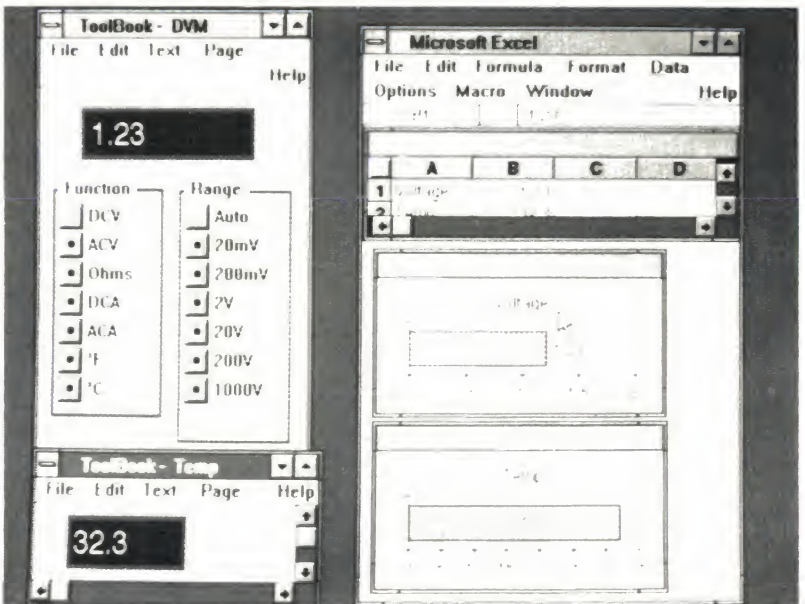 ToolBook - DVM
File Edit Text Page
Help
1.23
Function
DCV
ACV
Ohms
DCA
ACA
°F
°C
Range
Auto
20mV
200mV
2V
20V
200V
1000V
ToolBook - Temp
File Edit Text Page Help
32.3
Microsoft Excel
File Edit Formula Format Data
Options Macro Window Help
A B C D
1 Voltage
2
Voltage